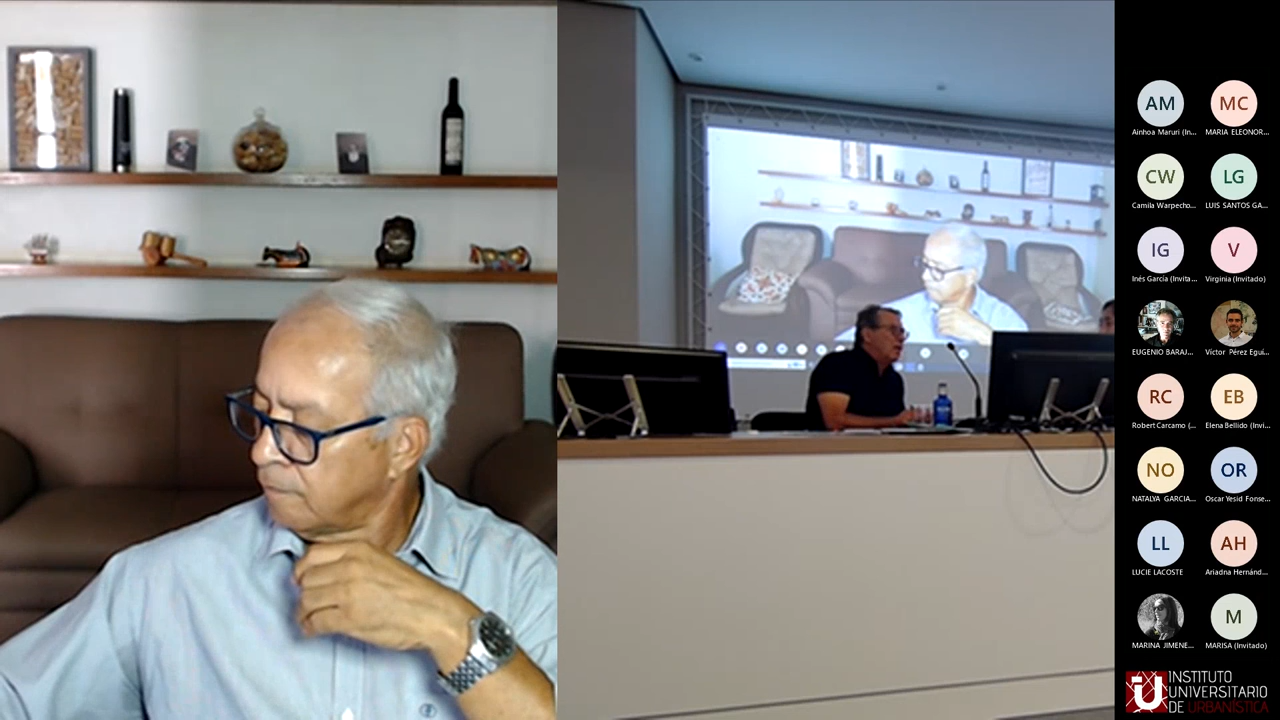 AM
MC
Ainhoa Maruri (In...
MARIA ELEONOR...
CW
LG
Camila Warpecho...
LUIS SANTOS GA...
IG
V
Inés García (Invita...
Virginia (Invitado)
EUGENIO BARAJ...
Víctor Pérez Egui...
RC
EB
Robert Carcamo (...
Elena Bellido (Invi...
NO
OR
NATALYA GARCIA...
Oscar Yesid Fonse...
LL
AH
LUCIE LACOSTE
Ariadna Hernánd...
M
MARINA JIMENE...
MARISA (Invitado)
iU INSTITUTO
UNIVERSITARIO
DE URBANÍSTICA